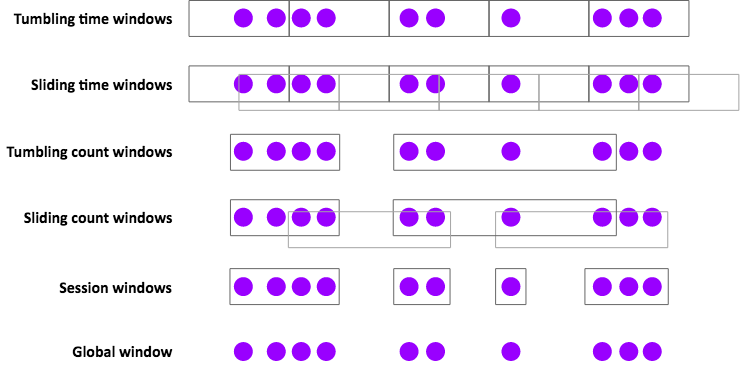 Tumbling time windows
Sliding time windows
Tumbling count windows
Sliding count windows
Session windows
Global window